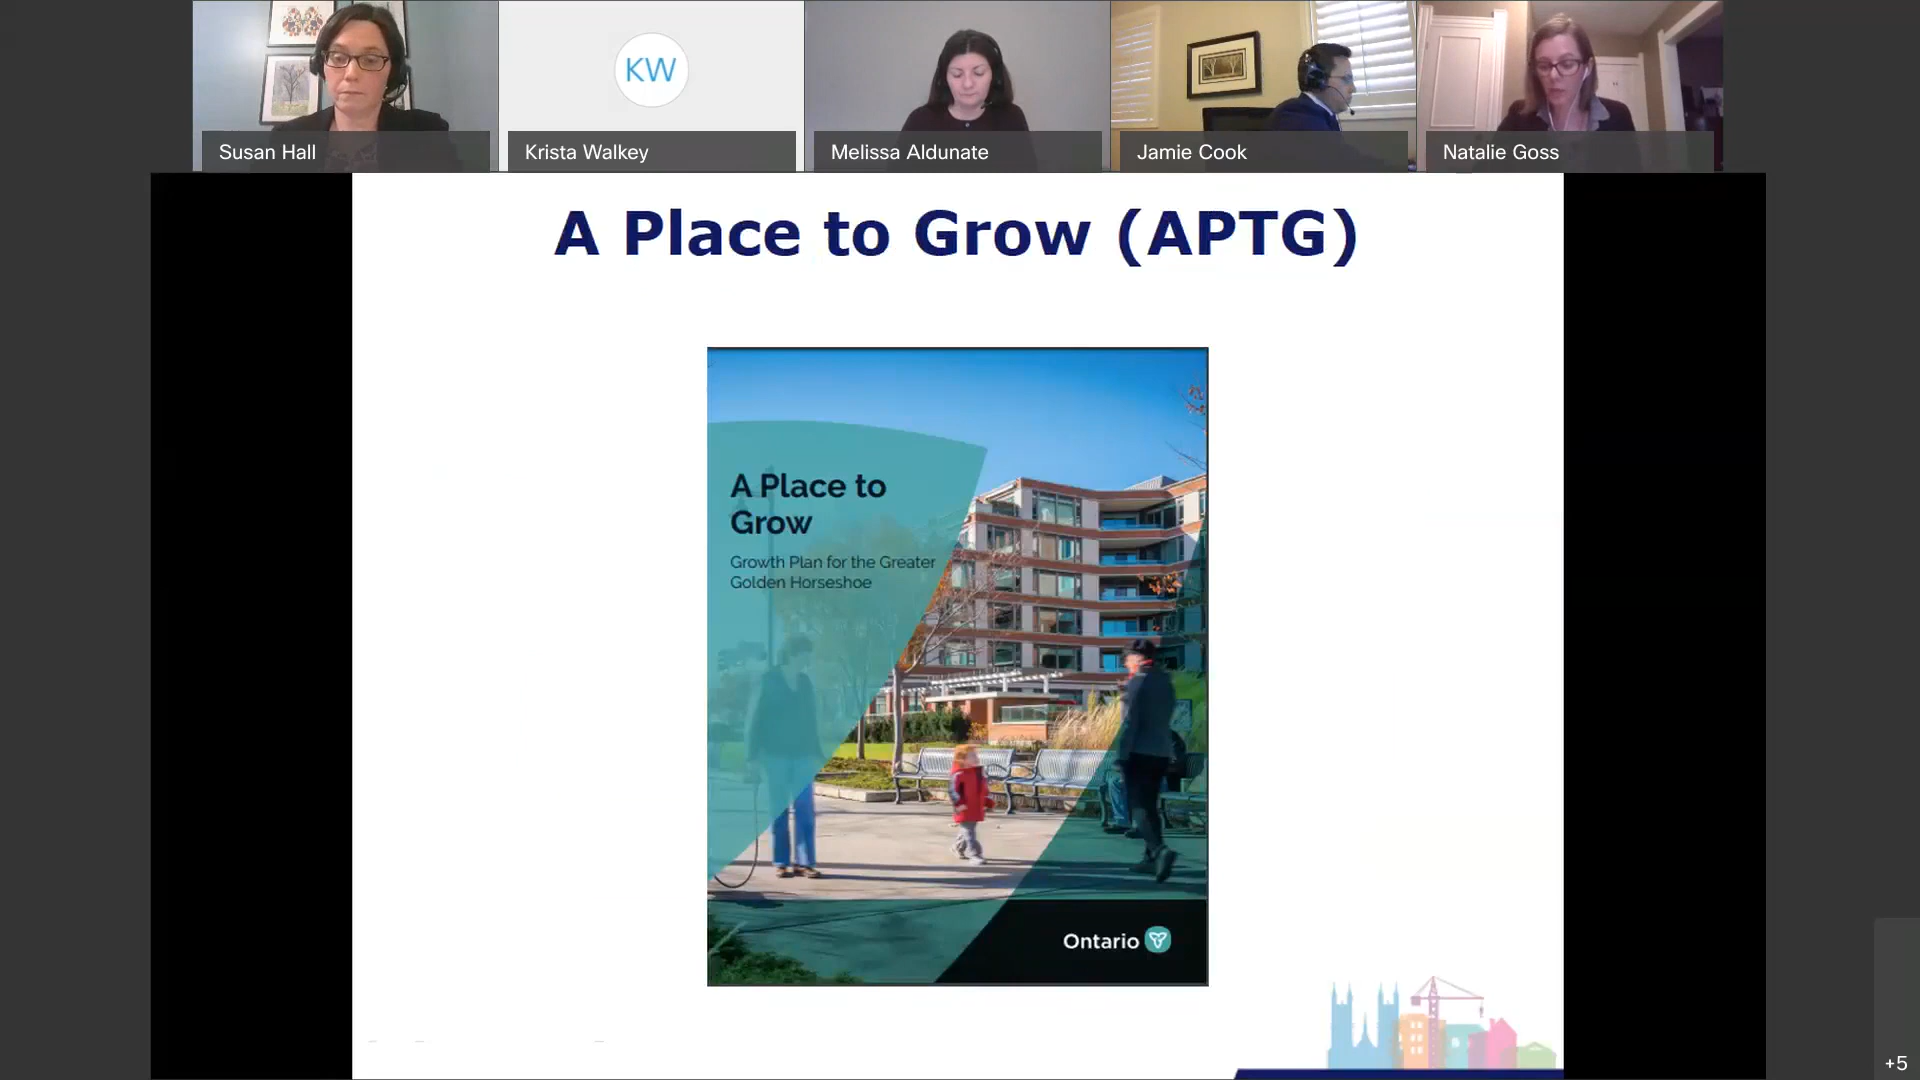 Susan Hall
KW
Krista Walkey
Melissa Aldunate
Jamie Cook
Natalie Goss
A Place to Grow (APTG)
A Place to
Grow
Growth Plan for the Greater
Golden Horseshoe
Ontario
+5